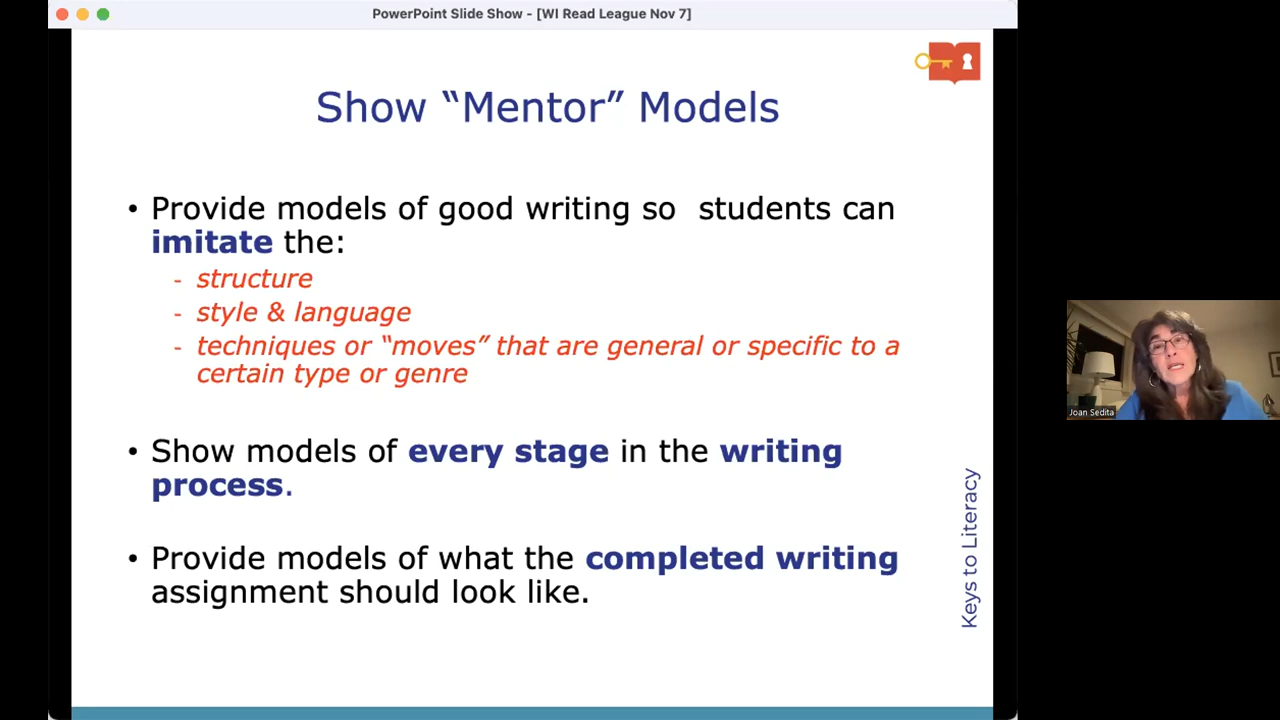 PowerPoint Slide Show - [WI Read League Nov 7]
Show “Mentor” Models
• Provide models of good writing so students can
imitate the:
- structure
- style & language
- techniques or “moves” that are general or specific to a
certain type or genre
• Show models of every stage in the writing
process.
• Provide models of what the completed writing
assignment should look like.
Keys to Literacy
Joan Sedita